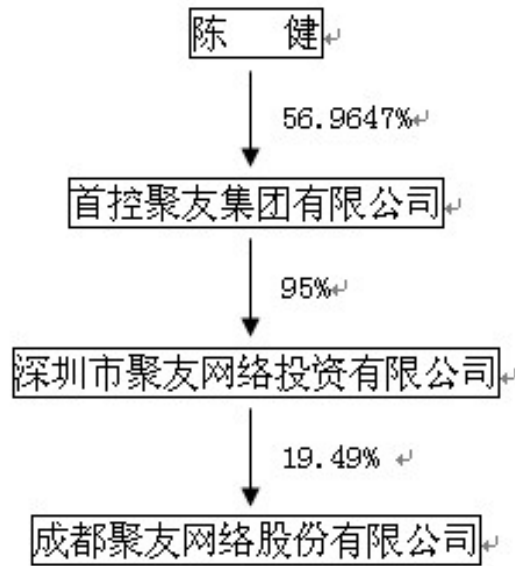 陈 健
56.9647%
首控聚友集团有限公司
95%
深圳市聚友网络投资有限公司
19.49%
成都聚友网络股份有限公司